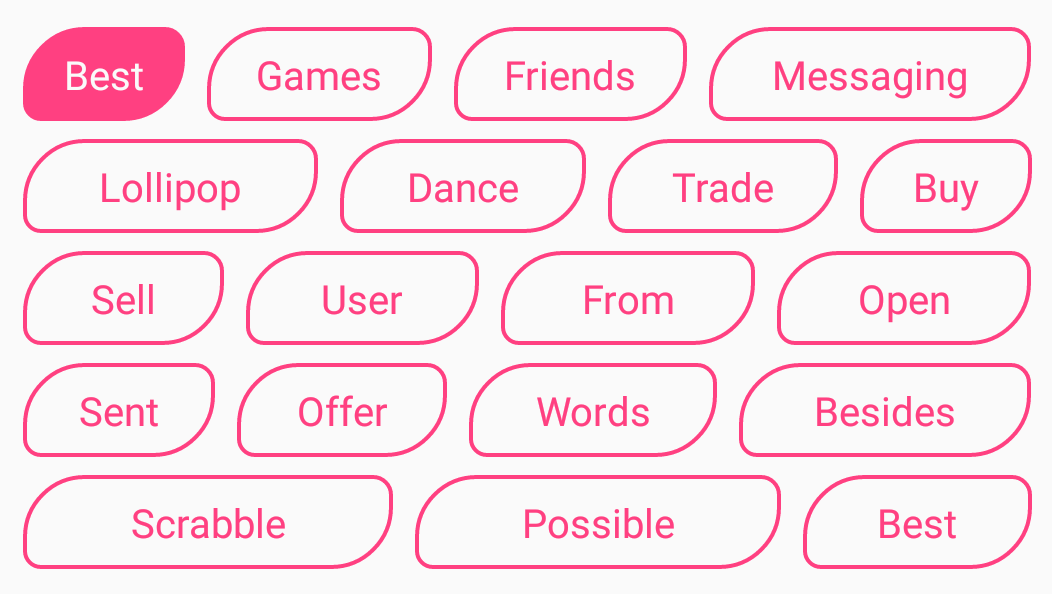 Best Games Friends Messaging
Lollipop Dance Trade Buy
Sell User From Open
Sent Offer Words Besides
Scrabble Possible Best